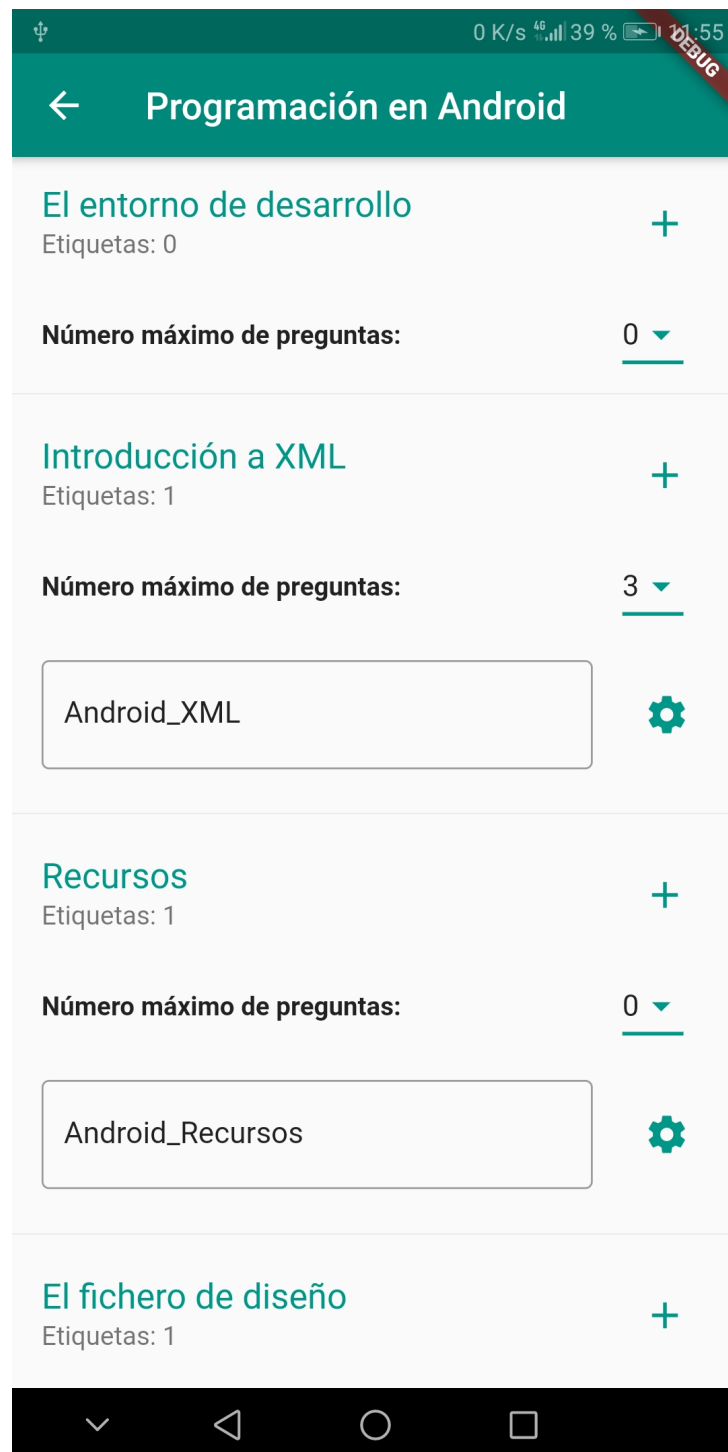 0 K/s 4G 39 % 11:55
DEBUG
Programación en Android
El entorno de desarrollo
Etiquetas: 0
Número máximo de preguntas: 0
Introducción a XML
Etiquetas: 1
Número máximo de preguntas: 3
Android_XML
Recursos
Etiquetas: 1
Número máximo de preguntas: 0
Android_Recursos
El fichero de diseño
Etiquetas: 1